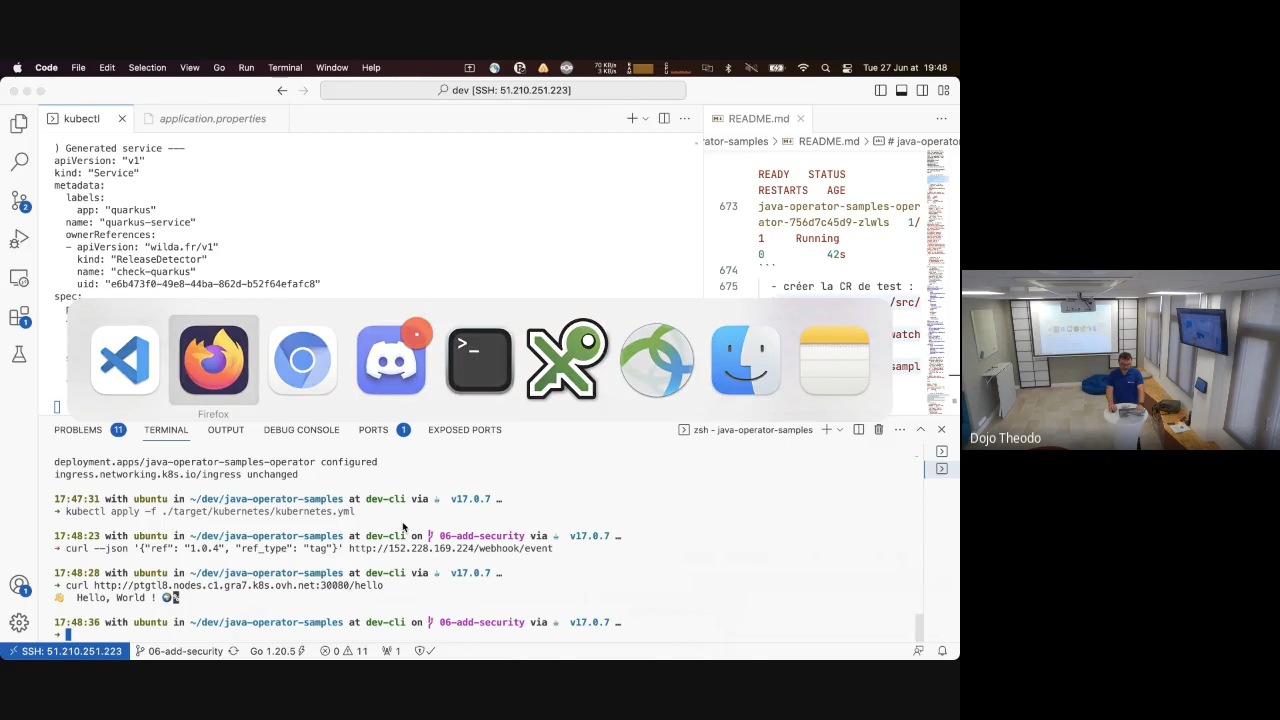 Code File Edit Selection View Go Run Terminal Window Help
70 KB/s
3 KB/s
Tue 27 Jun at 19:48
dev [SSH: 51.210.251.223]
kubectl
application.properties
README.md
) Generated service ---
apiVersion: "v1"
kind: "Service"
metadata:
labels:
app: "quarkus"
name: "quarkus-service"
ownerReferences:
- apiVersion: "wilda.fr/v1"
kind: "ReleaseDetector"
name: "check-quarkus"
spec:
ator-samples > README.md > # java-operator
READY STATUS
RESTARTS AGE
673 java-operator-samples-oper
ator-756d7c45d9-zlwls 1/
1 Running
0 42s
674 ```
675 - créer la CR de test :
/src/
watch
sampl
>_
Firefox
PROBLEMS 11 TERMINAL OUTPUT DEBUG CONSOLE PORTS 1 EXPOSED PORTS
zsh - java-operator-samples
deployment.apps/java-operator-samples-operator configured
ingress.networking.k8s.io/ingress unchanged
17:47:31 with ubuntu in ~/dev/java-operator-samples at dev-cli via ☕ v17.0.7 …
➜ kubectl apply -f ./target/kubernetes/kubernetes.yml
17:48:23 with ubuntu in ~/dev/java-operator-samples at dev-cli on 06-add-security via ☕ v17.0.7 …
➜ curl --json '{"ref": "1.0.4", "ref_type": "tag"}' http://152.228.169.224/webhook/event
17:48:28 with ubuntu in ~/dev/java-operator-samples at dev-cli via ☕ v17.0.7 …
➜ curl http://ptgtl8.nodes.c1.gra7.k8s.ovh.net:30080/hello
👋 Hello, World ! 🌍%
17:48:36 with ubuntu in ~/dev/java-operator-samples at dev-cli on 06-add-security via ☕ v17.0.7 …
➜
SSH: 51.210.251.223 06-add-security Go 1.20.5 0 11 1
Dojo Theodo